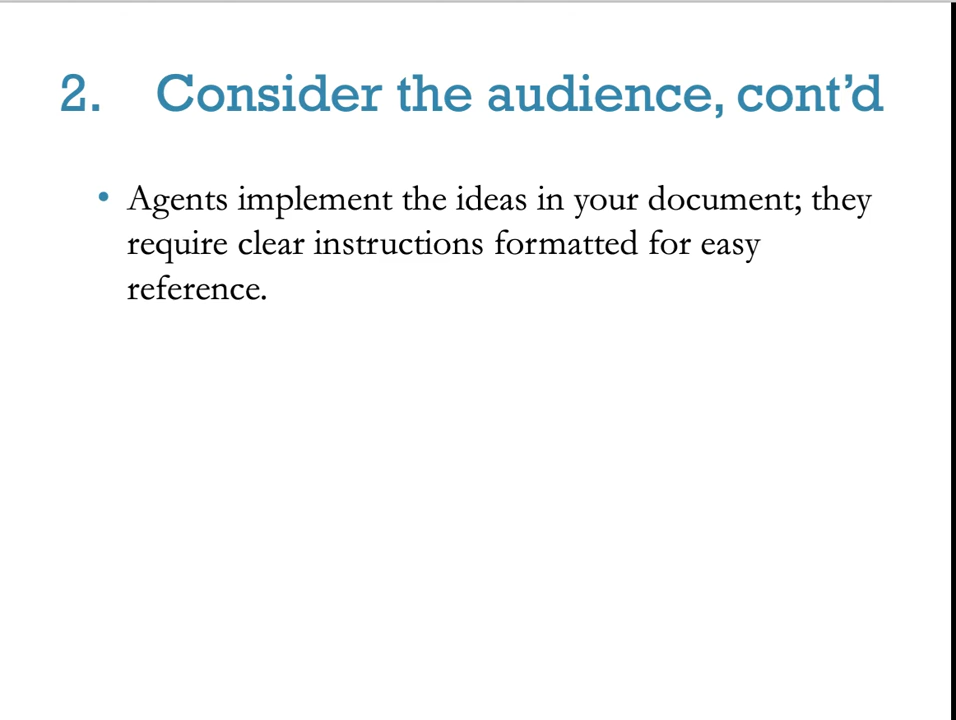 2. Consider the audience, cont’d
• Agents implement the ideas in your document; they
require clear instructions formatted for easy
reference.